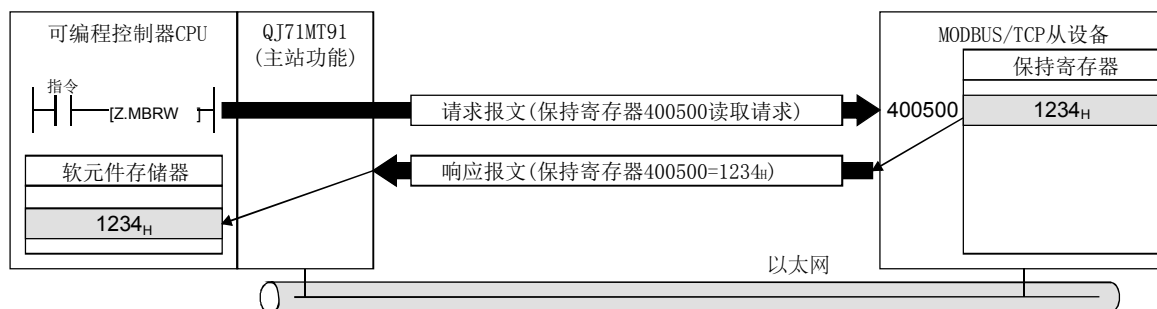 可编程控制器CPU
QJ71MT91
(主站功能)
MODBUS/TCP从设备
保持寄存器
指令
[Z.MBRW ]
请求报文(保持寄存器400500读取请求)
400500
1234H
响应报文(保持寄存器400500=1234H)
软元件存储器
1234H
以太网